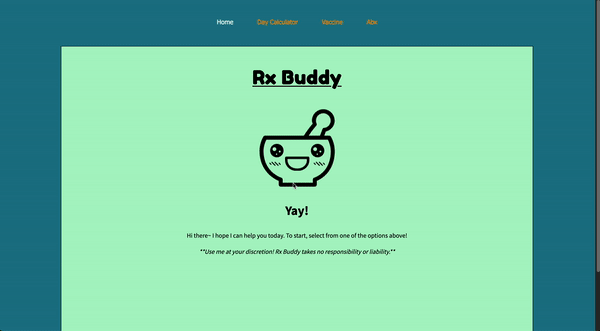 Home Day Calculator Vaccine Abx
Rx Buddy
Yay!
Hi there~ I hope I can help you today. To start, select from one of the options above!
**Use me at your discretion! Rx Buddy takes no responsibility or liability.**